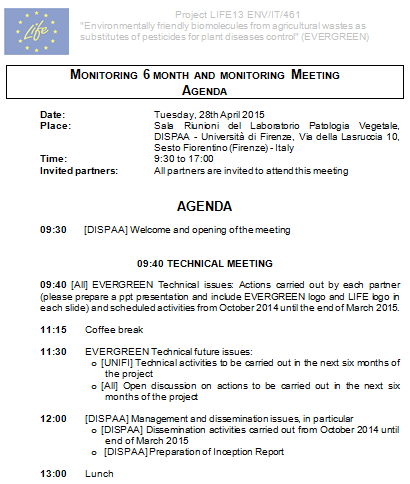 Life
Project LIFE13 ENV/IT/461
"Environmentally friendly biomolecules from agricultural wastes as
substitutes of pesticides for plant diseases control" (EVERGREEN)
MONITORING 6 MONTH AND MONITORING MEETING
AGENDA
Date: Tuesday, 28th April 2015
Place: Sala Riunioni del Laboratorio Patologia Vegetale,
DISPAA - Università di Firenze, Via della Lasruccia 10,
Sesto Fiorentino (Firenze) - Italy
Time: 9:30 to 17:00
Invited partners: All partners are invited to attend this meeting
AGENDA
09:30 [DISPAA] Welcome and opening of the meeting
09:40 TECHNICAL MEETING
09:40 [All] EVERGREEN Technical issues: Actions carried out by each partner
(please prepare a ppt presentation and include EVERGREEN logo and LIFE logo in
each slide) and scheduled activities from October 2014 until the end of March 2015.
11:15 Coffee break
11:30 EVERGREEN Technical future issues:
o [UNIFI] Technical activities to be carried out in the next six months of
the project
o [All] Open discussion on actions to be carried out in the next six
months of the project
12:00 [DISPAA] Management and dissemination issues, in particular
o [DISPAA] Dissemination activities carried out from October 2014 until
end of March 2015
o [DISPAA] Preparation of Inception Report
13:00 Lunch